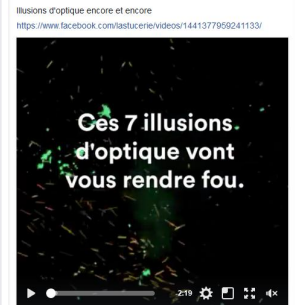 Illusions d'optique encore et encore
https://www.facebook.com/lastucerie/videos/1441377959241133/
Ces 7 illusions
d'optique vont
vous rendre fou.
2:19